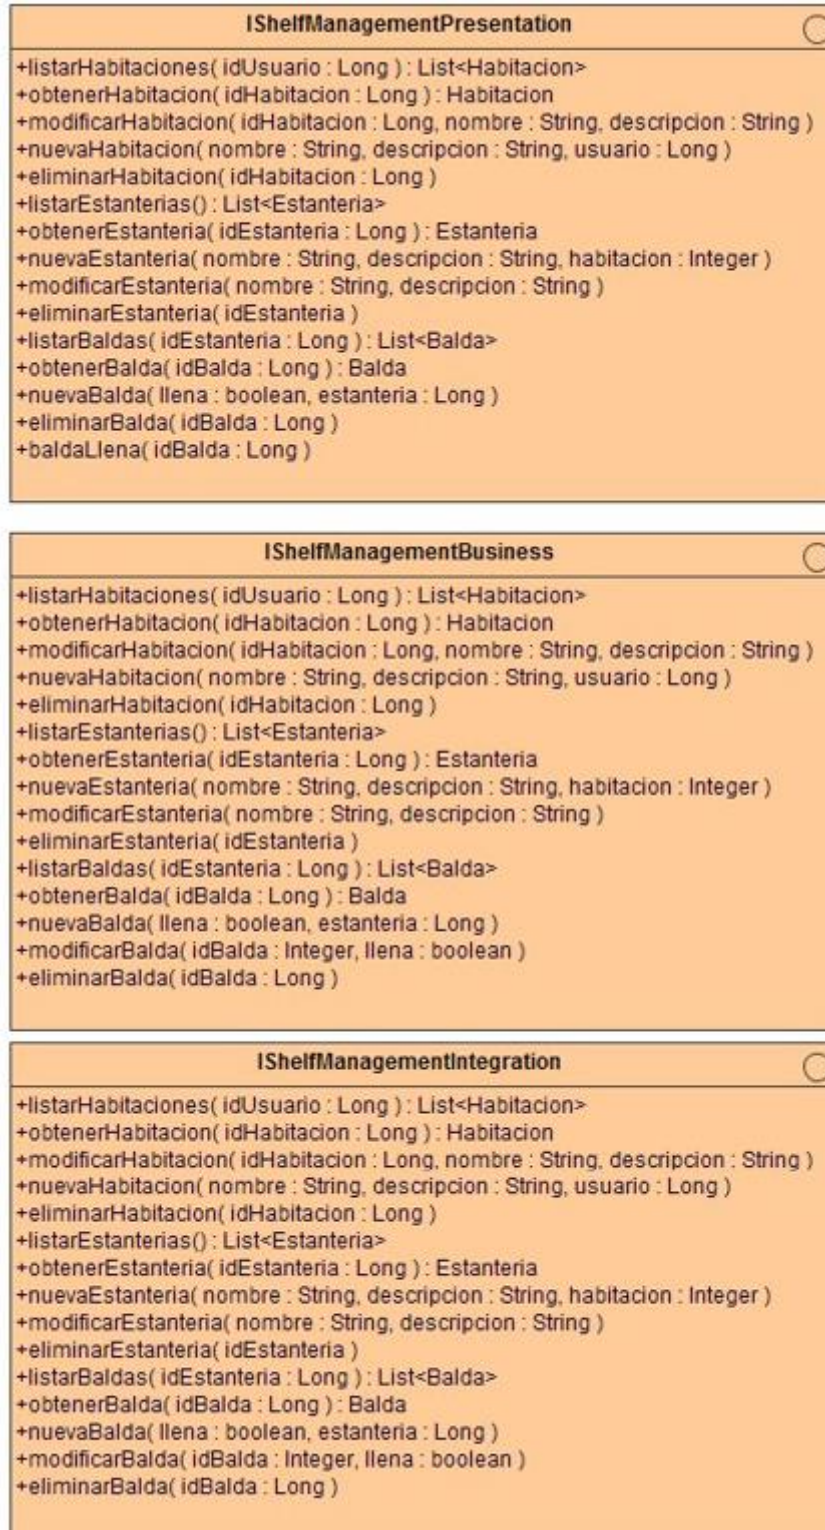 IShelfManagementPresentation
+listarHabitaciones( idUsuario : Long ) : List<Habitacion>
+obtenerHabitacion( idHabitacion : Long ) : Habitacion
+modificarHabitacion( idHabitacion : Long, nombre : String, descripcion : String )
+nuevaHabitacion( nombre : String, descripcion : String, usuario : Long )
+eliminarHabitacion( idHabitacion : Long )
+listarEstanterias() : List<Estanteria>
+obtenerEstanteria( idEstanteria : Long ) : Estanteria
+nuevaEstanteria( nombre : String, descripcion : String, habitacion : Integer )
+modificarEstanteria( nombre : String, descripcion : String )
+eliminarEstanteria( idEstanteria )
+listarBaldas( idEstanteria : Long ) : List<Balda>
+obtenerBalda( idBalda : Long ) : Balda
+nuevaBalda( llena : boolean, estanteria : Long )
+eliminarBalda( idBalda : Long )
+baldaLlena( idBalda : Long )
IShelfManagementBusiness
+listarHabitaciones( idUsuario : Long ) : List<Habitacion>
+obtenerHabitacion( idHabitacion : Long ) : Habitacion
+modificarHabitacion( idHabitacion : Long, nombre : String, descripcion : String )
+nuevaHabitacion( nombre : String, descripcion : String, usuario : Long )
+eliminarHabitacion( idHabitacion : Long )
+listarEstanterias() : List<Estanteria>
+obtenerEstanteria( idEstanteria : Long ) : Estanteria
+nuevaEstanteria( nombre : String, descripcion : String, habitacion : Integer )
+modificarEstanteria( nombre : String, descripcion : String )
+eliminarEstanteria( idEstanteria )
+listarBaldas( idEstanteria : Long ) : List<Balda>
+obtenerBalda( idBalda : Long ) : Balda
+nuevaBalda( llena : boolean, estanteria : Long )
+modificarBalda( idBalda : Integer, llena : boolean )
+eliminarBalda( idBalda : Long )
IShelfManagementIntegration
+listarHabitaciones( idUsuario : Long ) : List<Habitacion>
+obtenerHabitacion( idHabitacion : Long ) : Habitacion
+modificarHabitacion( idHabitacion : Long, nombre : String, descripcion : String )
+nuevaHabitacion( nombre : String, descripcion : String, usuario : Long )
+eliminarHabitacion( idHabitacion : Long )
+listarEstanterias() : List<Estanteria>
+obtenerEstanteria( idEstanteria : Long ) : Estanteria
+nuevaEstanteria( nombre : String, descripcion : String, habitacion : Integer )
+modificarEstanteria( nombre : String, descripcion : String )
+eliminarEstanteria( idEstanteria )
+listarBaldas( idEstanteria : Long ) : List<Balda>
+obtenerBalda( idBalda : Long ) : Balda
+nuevaBalda( llena : boolean, estanteria : Long )
+modificarBalda( idBalda : Integer, llena : boolean )
+eliminarBalda( idBalda : Long )